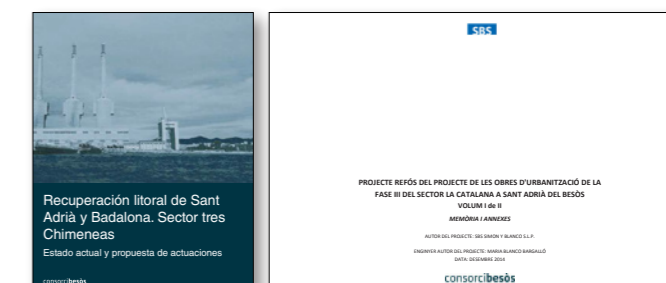 Recuperación litoral de Sant
Adrià y Badalona. Sector tres
Chimeneas
Estado actual y propuesta de actuaciones
consorcibesòs
SBS
PROJECTE REFÓS DEL PROJECTE DE LES OBRES D'URBANITZACIÓ DE LA
FASE III DEL SECTOR LA CATALANA A SANT ADRIÀ DEL BESÒS
VOLUM I de II
MEMÒRIA I ANNEXES
AUTOR DEL PROJECTE: SBS SIMON Y BLANCO S.L.P.
ENGINYER AUTOR DEL PROJECTE: MARIA BLANCO BARGALLÓ
DATA: DESEMBRE 2014
consorcibesòs